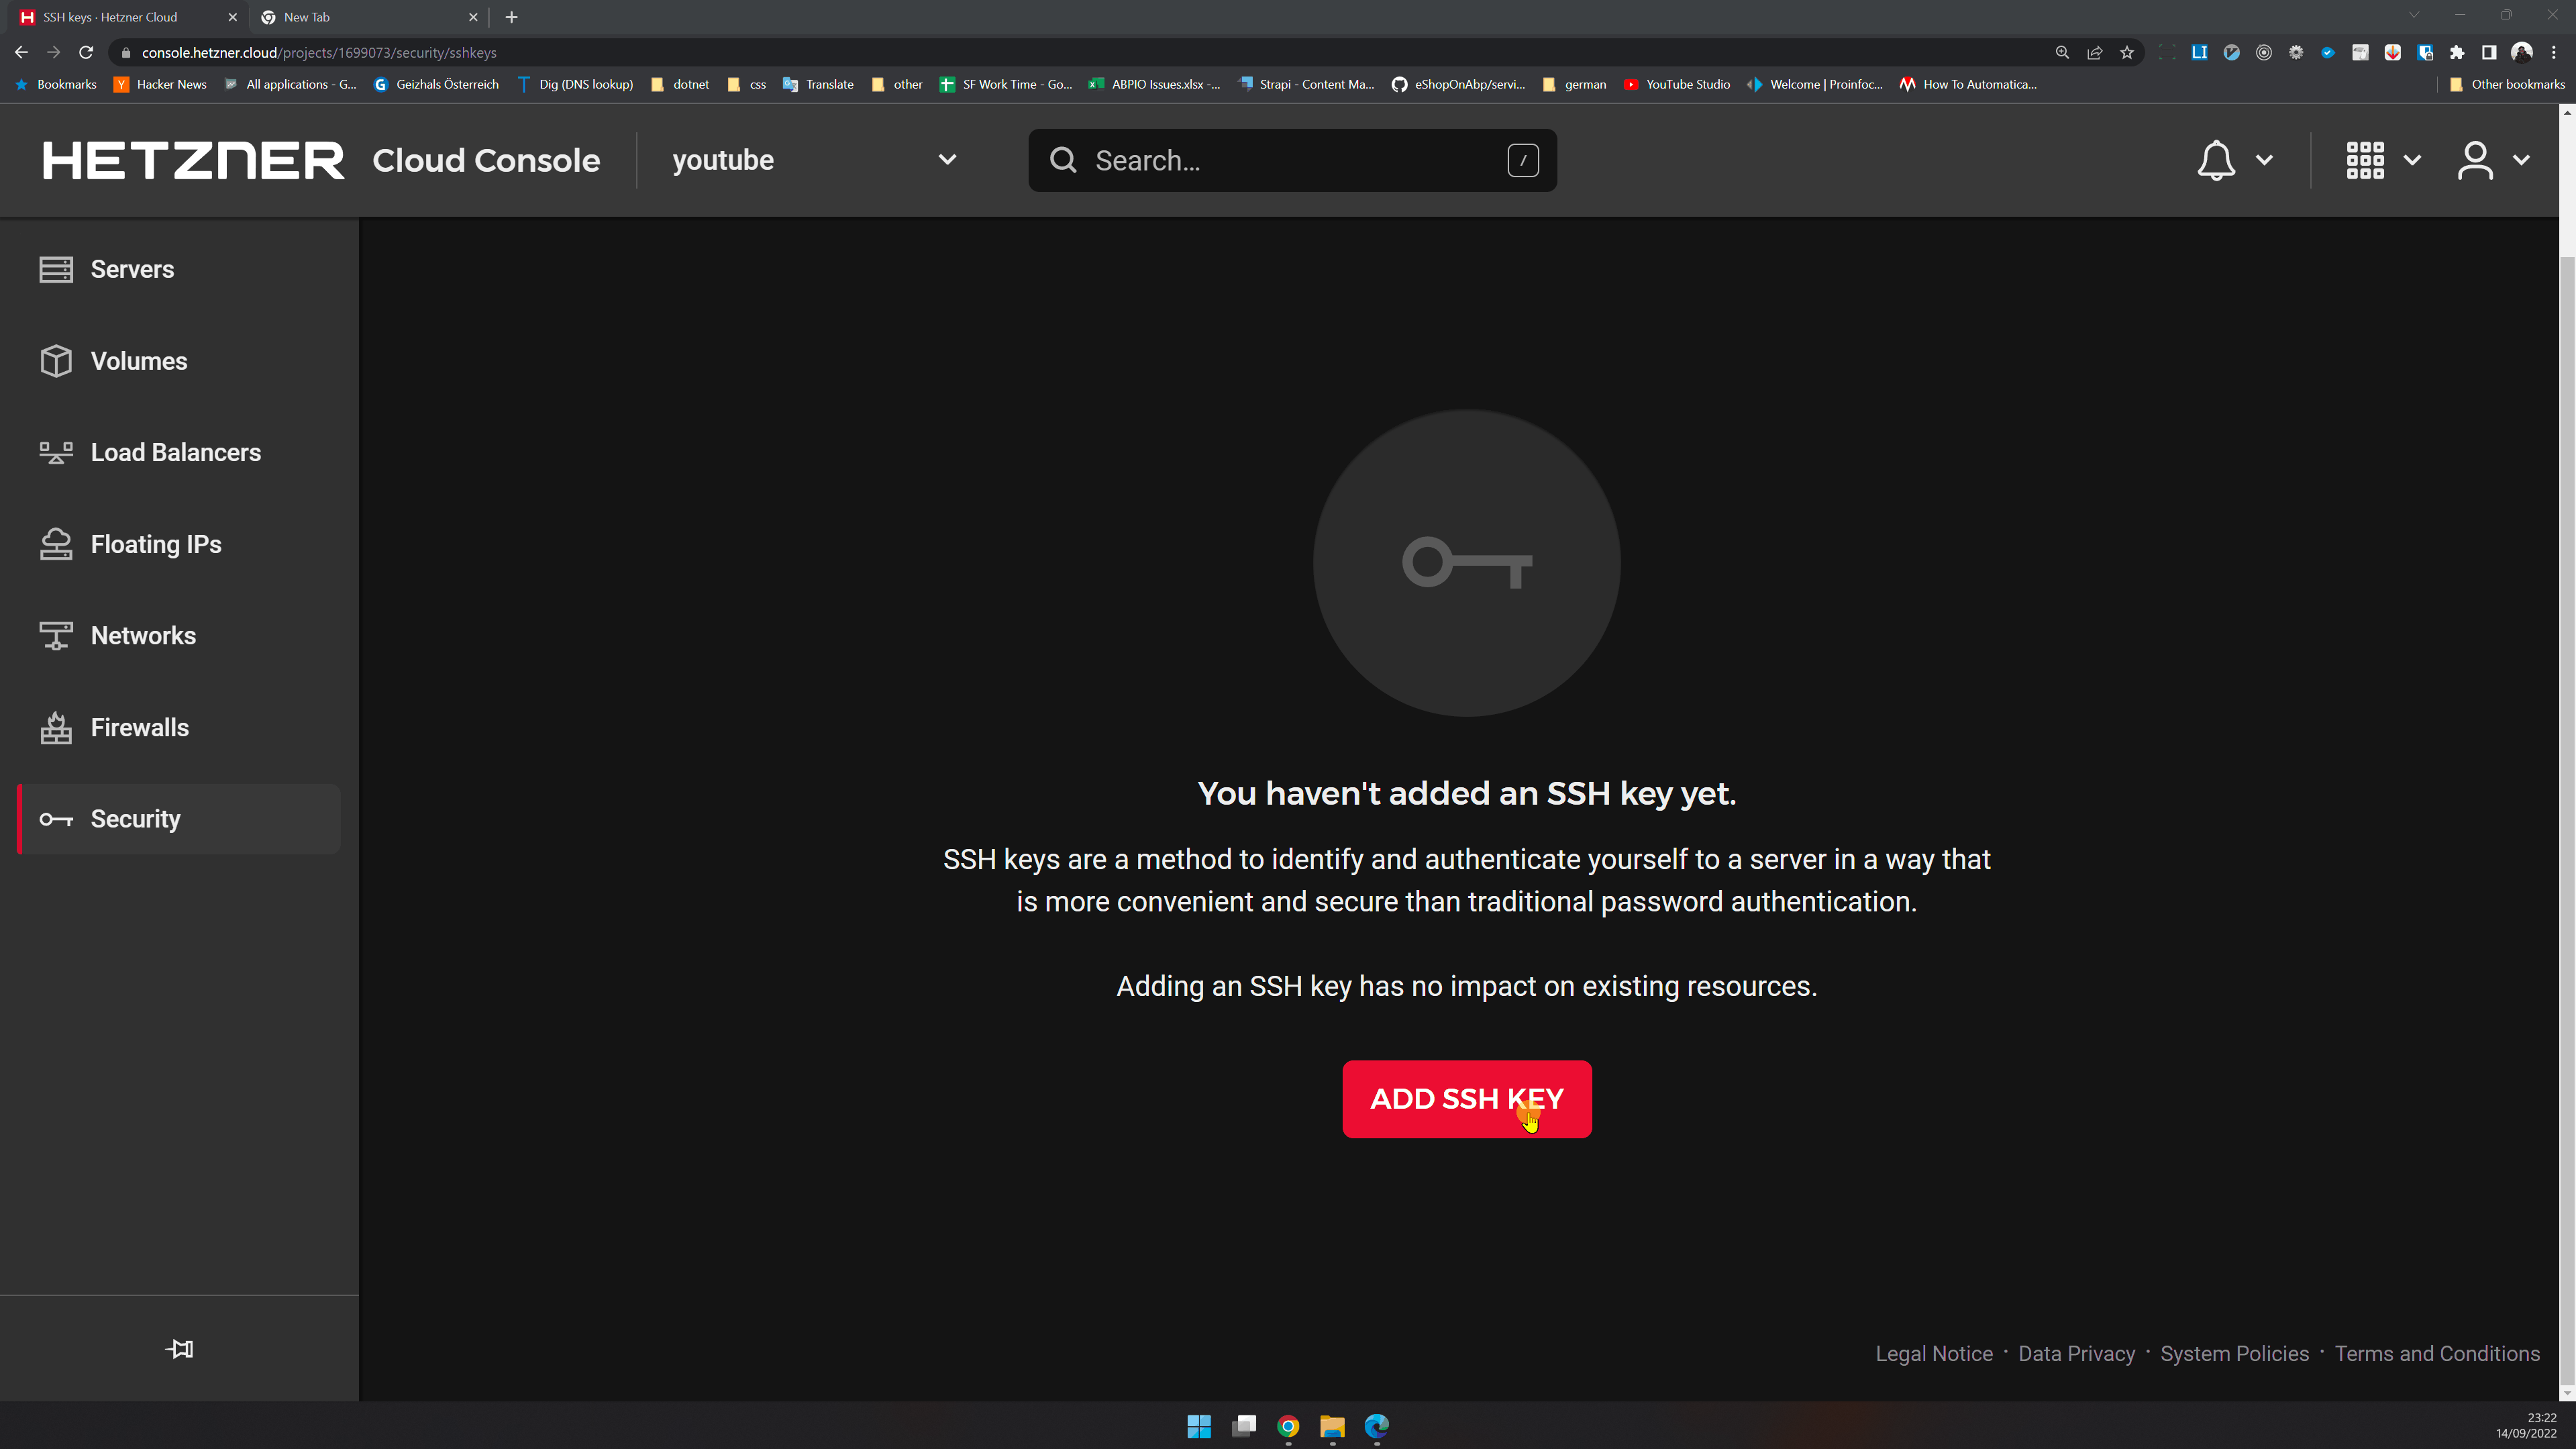 SSH keys · Hetzner Cloud
New Tab
console.hetzner.cloud/projects/1699073/security/sshkeys
Bookmarks
Hacker News
All applications - G...
Geizhals Österreich
Dig (DNS lookup)
dotnet
css
Translate
other
SF Work Time - Go...
ABPIO Issues.xlsx -...
Strapi - Content Ma...
eShopOnAbp/servi...
german
YouTube Studio
Welcome | Proinfoc...
How To Automatica...
Other bookmarks
HETZNER Cloud Console
youtube
Search...
/
Servers
Volumes
Load Balancers
Floating IPs
Networks
Firewalls
Security
You haven't added an SSH key yet.
SSH keys are a method to identify and authenticate yourself to a server in a way that
is more convenient and secure than traditional password authentication.
Adding an SSH key has no impact on existing resources.
ADD SSH KEY
Legal Notice · Data Privacy · System Policies · Terms and Conditions
23:22
14/09/2022